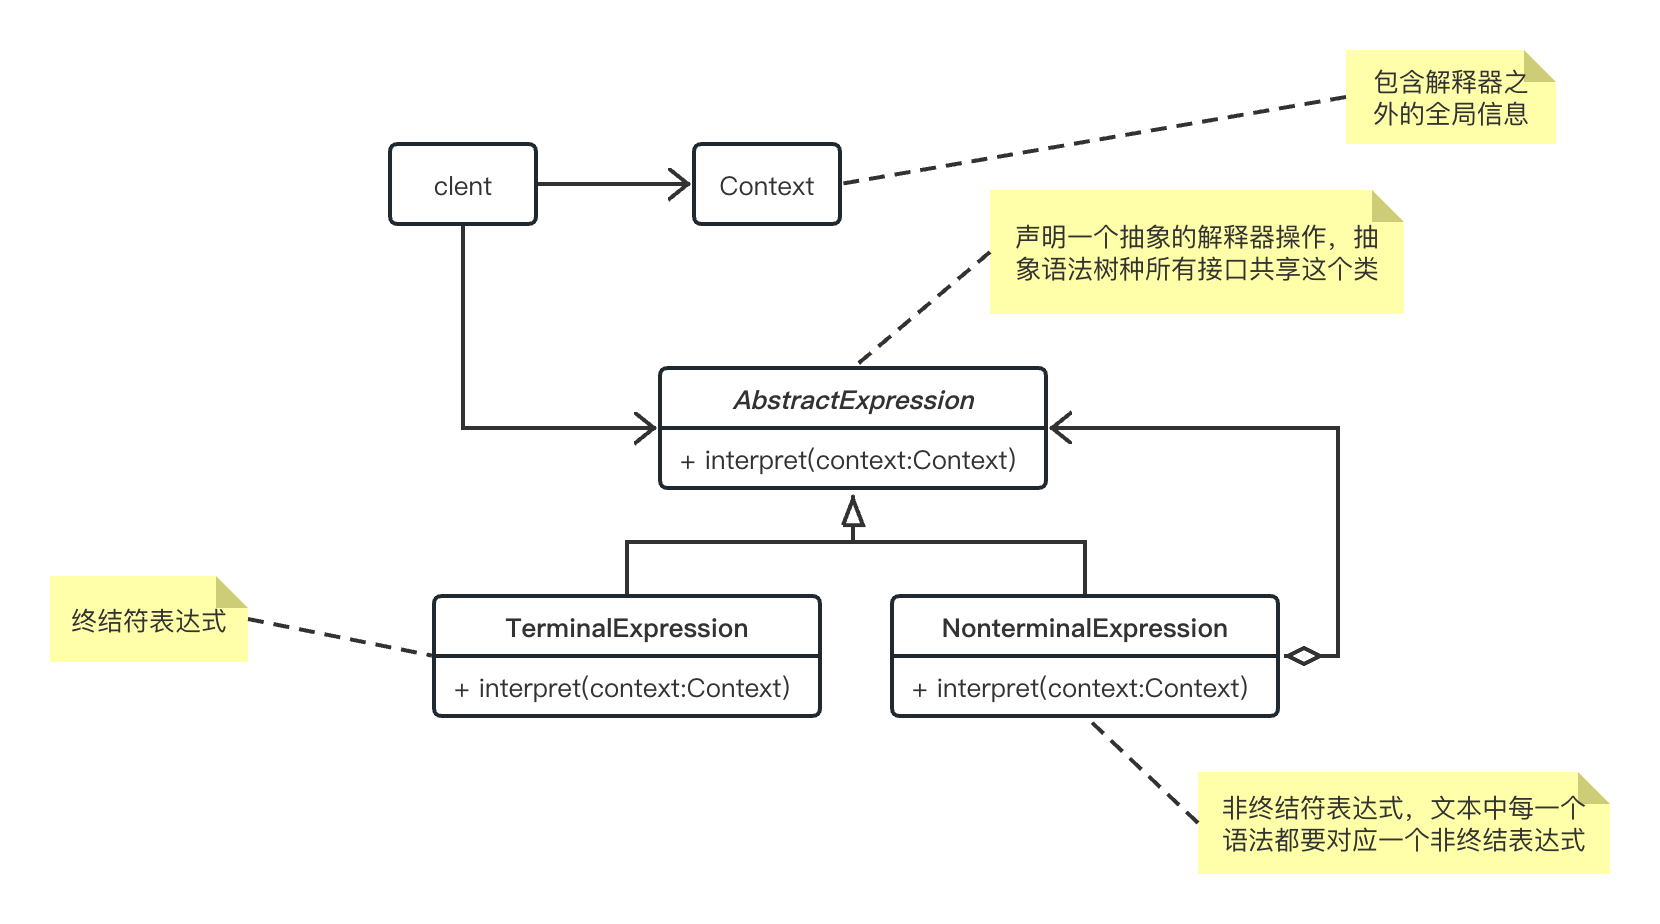 包含解释器之
外的全局信息
clent
Context
声明一个抽象的解释器操作，抽
象语法树种所有接口共享这个类
AbstractExpression
+ interpret(context:Context)
终结符表达式
TerminalExpression
+ interpret(context:Context)
NonterminalExpression
+ interpret(context:Context)
非终结符表达式，文本中每一个
语法都要对应一个非终结表达式